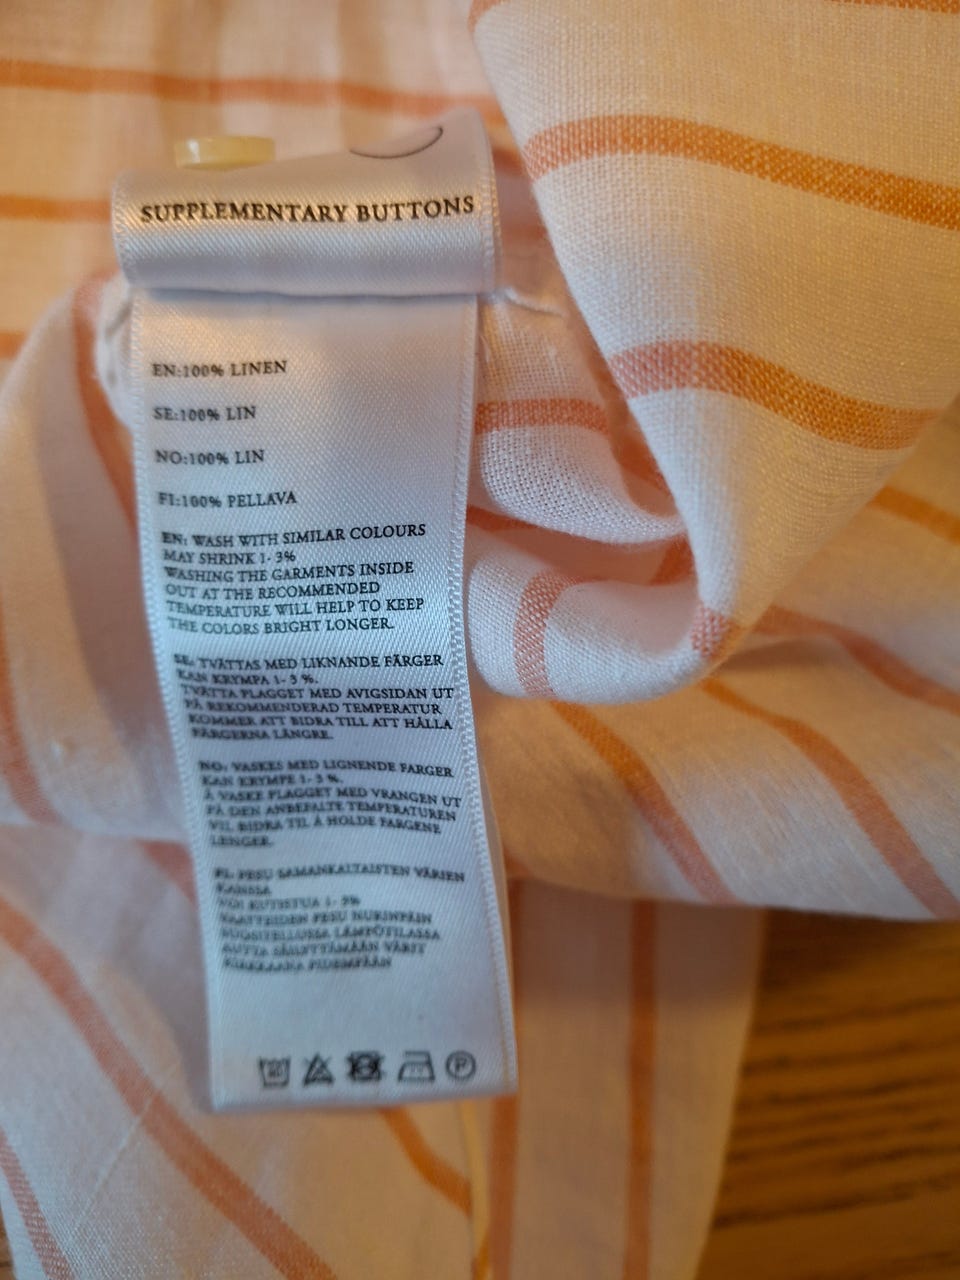 SUPPLEMENTARY BUTTONS
EN:100% LINEN
SE:100% LIN
NO:100% LIN
FI:100% PELLAVA
EN: WASH WITH SIMILAR COLOURS
MAY SHRINK 1- 3%
WASHING THE GARMENTS INSIDE
OUT AT THE RECOMMENDED
TEMPERATURE WILL HELP TO KEEP
THE COLORS BRIGHT LONGER.
SE: TVÄTTAS MED LIKNANDE FÄRGER
KAN KRYMPA 1- 3 %.
TVÄTTA PLAGGET MED AVIGSIDAN UT
PÅ REKOMMENDERAD TEMPERATUR
KOMMER ATT BIDRA TILL ATT HÅLLA
FÄRGERNA LÄNGRE.
NO: VASKES MED LIGNENDE FARGER
KAN KRYMPE 1- 3 %.
Å VASKE PLAGGET MED VRANGEN UT
PÅ DEN ANBEFALTE TEMPERATUREN
VIL BIDRA TIL Å HOLDE FARGENE
LENGER.
FI: PESU SAMANKALTAISTEN VÄRIEN
KANSSA
VOI KUTISTUA 1- 3%
VAATTEIDEN PESU NURINPÄIN
SUOSITELLUSSA LÄMPÖTILASSA
AUTTA SÄILYTTÄMÄÄN VÄRIT
KIRKKAANA PIDEMPÄÄN
P